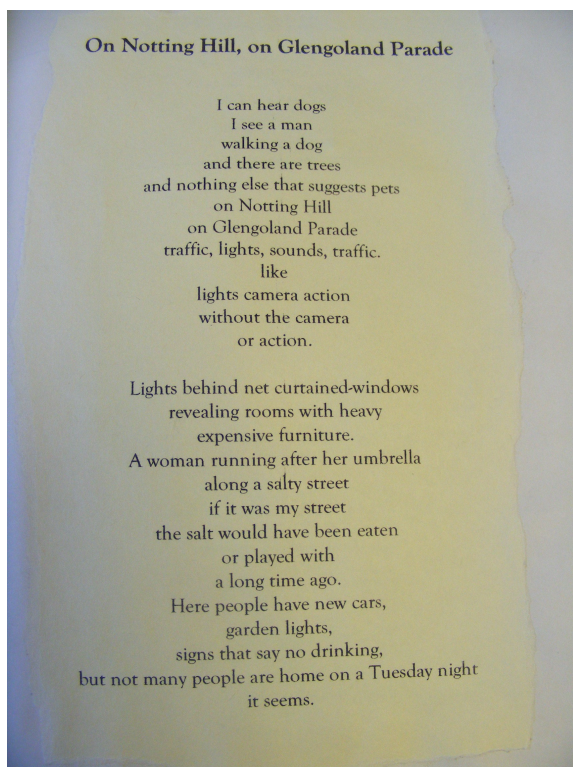 On Notting Hill, on Glengoland Parade
I can hear dogs
I see a man
walking a dog
and there are trees
and nothing else that suggests pets
on Notting Hill
on Glengoland Parade
traffic, lights, sounds, traffic.
like
lights camera action
without the camera
or action.
Lights behind net curtained-windows
revealing rooms with heavy
expensive furniture.
A woman running after her umbrella
along a salty street
if it was my street
the salt would have been eaten
or played with
a long time ago.
Here people have new cars,
garden lights,
signs that say no drinking,
but not many people are home on a Tuesday night
it seems.